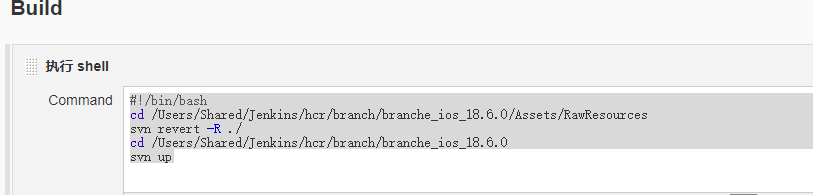 Build
执行 shell
Command
#!/bin/bash
cd /Users/Shared/Jenkins/hcr/branch/branche_ios_18.6.0/Assets/RawResources
svn revert -R ./
cd /Users/Shared/Jenkins/hcr/branch/branche_ios_18.6.0
svn up